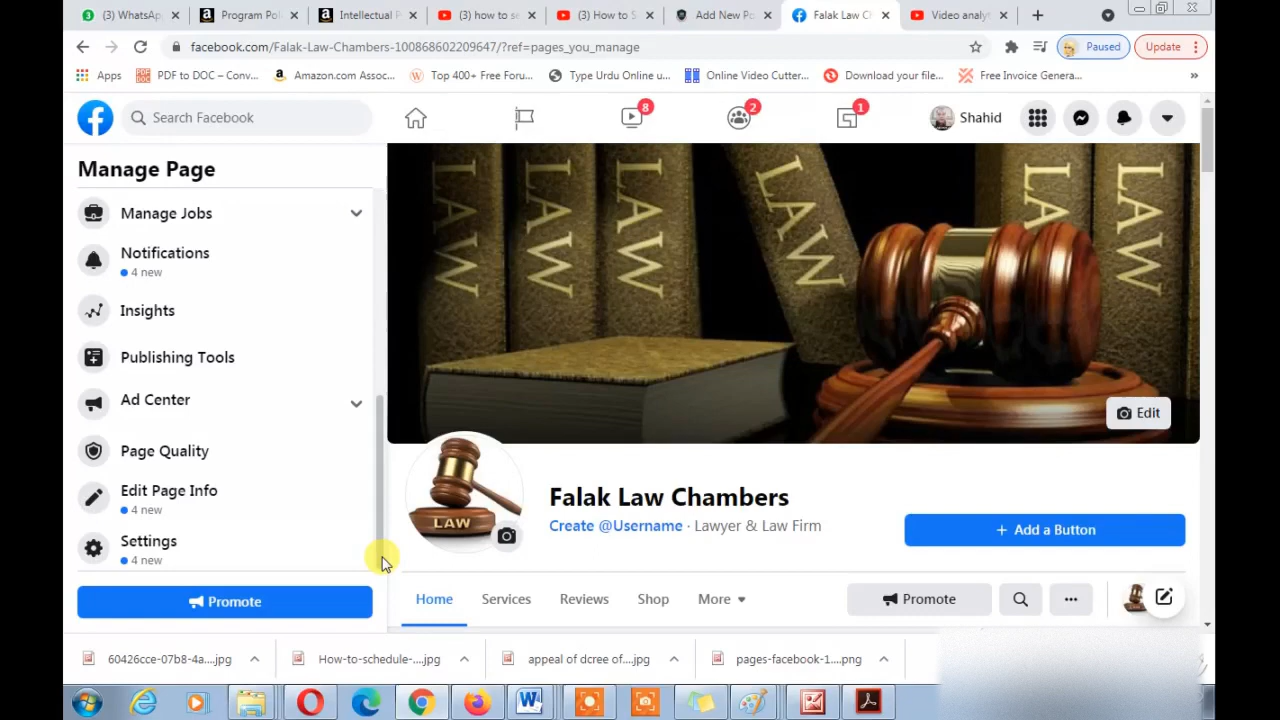 (3) WhatsApp
Program Pol
Intellectual P
(3) how to se
(3) How to S
Add New Po
Falak Law C
Video analyt
facebook.com/Falak-Law-Chambers-100868602209647/?ref=pages_you_manage
Paused
Update
Apps
PDF to DOC – Conv...
Amazon.com Assoc...
Top 400+ Free Foru...
Type Urdu Online u...
Online Video Cutter...
Download your file...
Free Invoice Genera...
»
Search Facebook
8
2
1
Shahid
Manage Page
Manage Jobs
Notifications
4 new
Insights
Publishing Tools
Ad Center
Page Quality
Edit Page Info
4 new
Settings
4 new
Promote
LAW
LAW
LAW
LAW
LAW
LAW
Edit
LAW
Falak Law Chambers
Create @Username · Lawyer & Law Firm
+ Add a Button
Home
Services
Reviews
Shop
More
Promote
60426cce-07b8-4a....jpg
How-to-schedule-....jpg
appeal of dcree of....jpg
pages-facebook-1....png